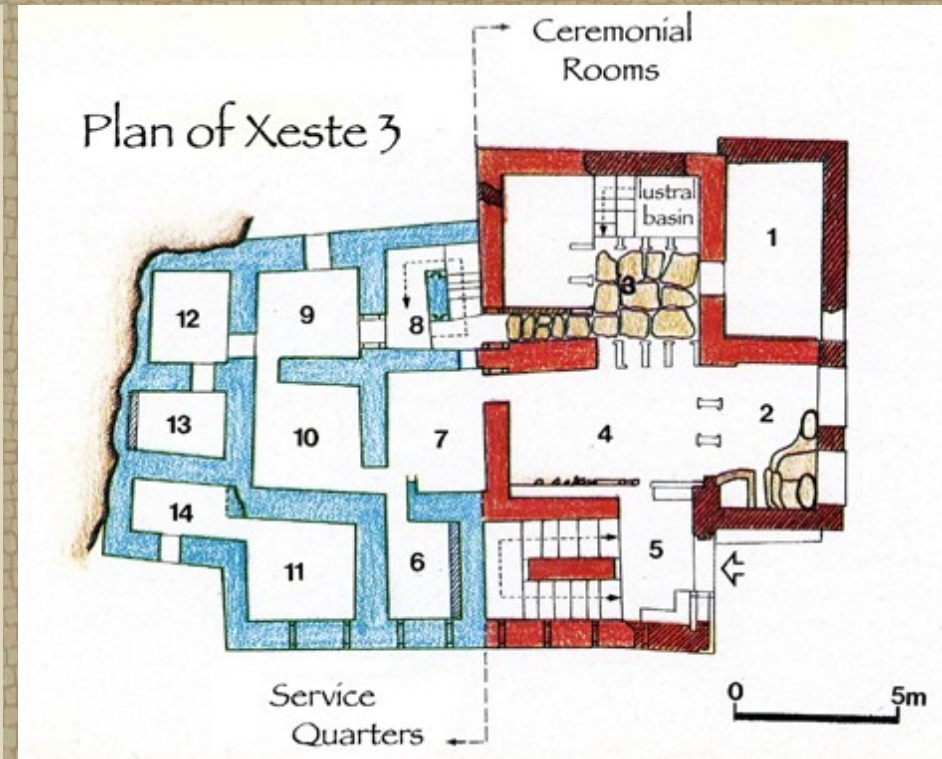 Ceremonial
Rooms
Plan of Xeste 3
lustral
basin
1
3
12
9
8
2
13
10
7
4
14
5
11
6
Service
Quarters
0 5m